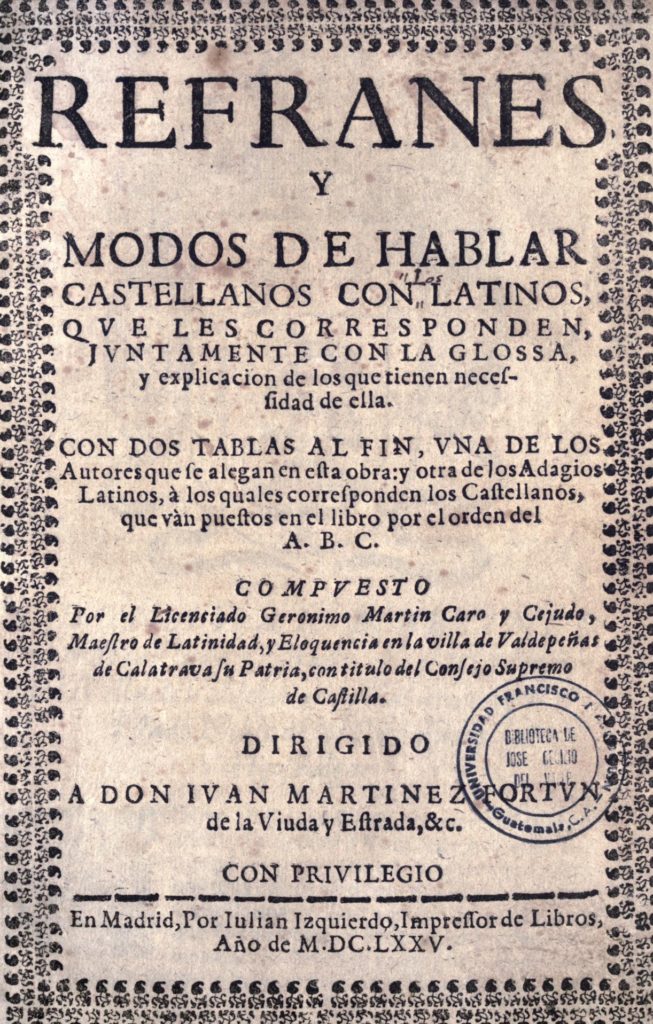 REFRANES
Y
MODOS DE HABLAR
"Los"
CASTELLANOS CON LATINOS,
QVE LES CORRESPONDEN,
JVNTAMENTE CON LA GLOSSA,
y explicacion de los que tienen neceſ-
ſidad de ella.
CON DOS TABLAS AL FIN, VNA DE LOS
Autores que ſe alegan en eſta obra: y otra de los Adagios
Latinos, à los quales correſponden los Caſtellanos,
que vàn pueſtos en el libro por el orden del
A. B. C.
COMPVESTO
Por el Licenciado Geronimo Martin Caro y Cejudo,
Maeſtro de Latinidad, y Eloquencia en la villa de Valdepeñas
de Calatrava ſu Patria, con titulo del Conſejo Supremo
de Caſtilla.
DIRIGIDO
A DON IVAN MARTINEZ FORTVN
de la Viuda y Eſtrada, &c.
UNIVERSIDAD FRANCISCO
BIBLIOTECA DE
JOSE
DEL
Guatemala, C.A.
CON PRIVILEGIO
En Madrid, Por Iulian Izquierdo, Impreſſor de Libros,
Año de M.DC.LXXV.